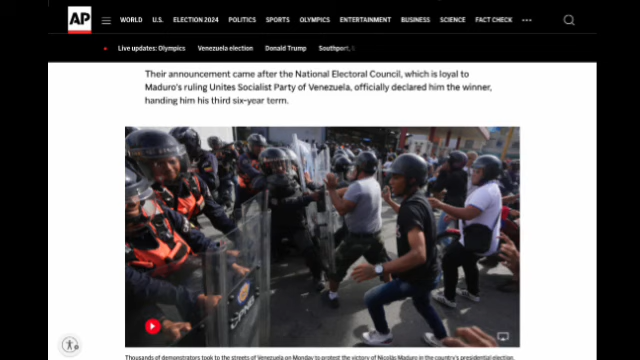 AP
WORLD U.S. ELECTION 2024 POLITICS SPORTS OLYMPICS ENTERTAINMENT BUSINESS SCIENCE FACT CHECK
Live updates: Olympics Venezuela election Donald Trump Southport,
Their announcement came after the National Electoral Council, which is loyal to
Maduro's ruling Unites Socialist Party of Venezuela, officially declared him the winner,
handing him his third six-year term.
Thousands of demonstrators took to the streets of Venezuela on Monday to protest the victory of Nicolás Maduro in the country's presidential election.